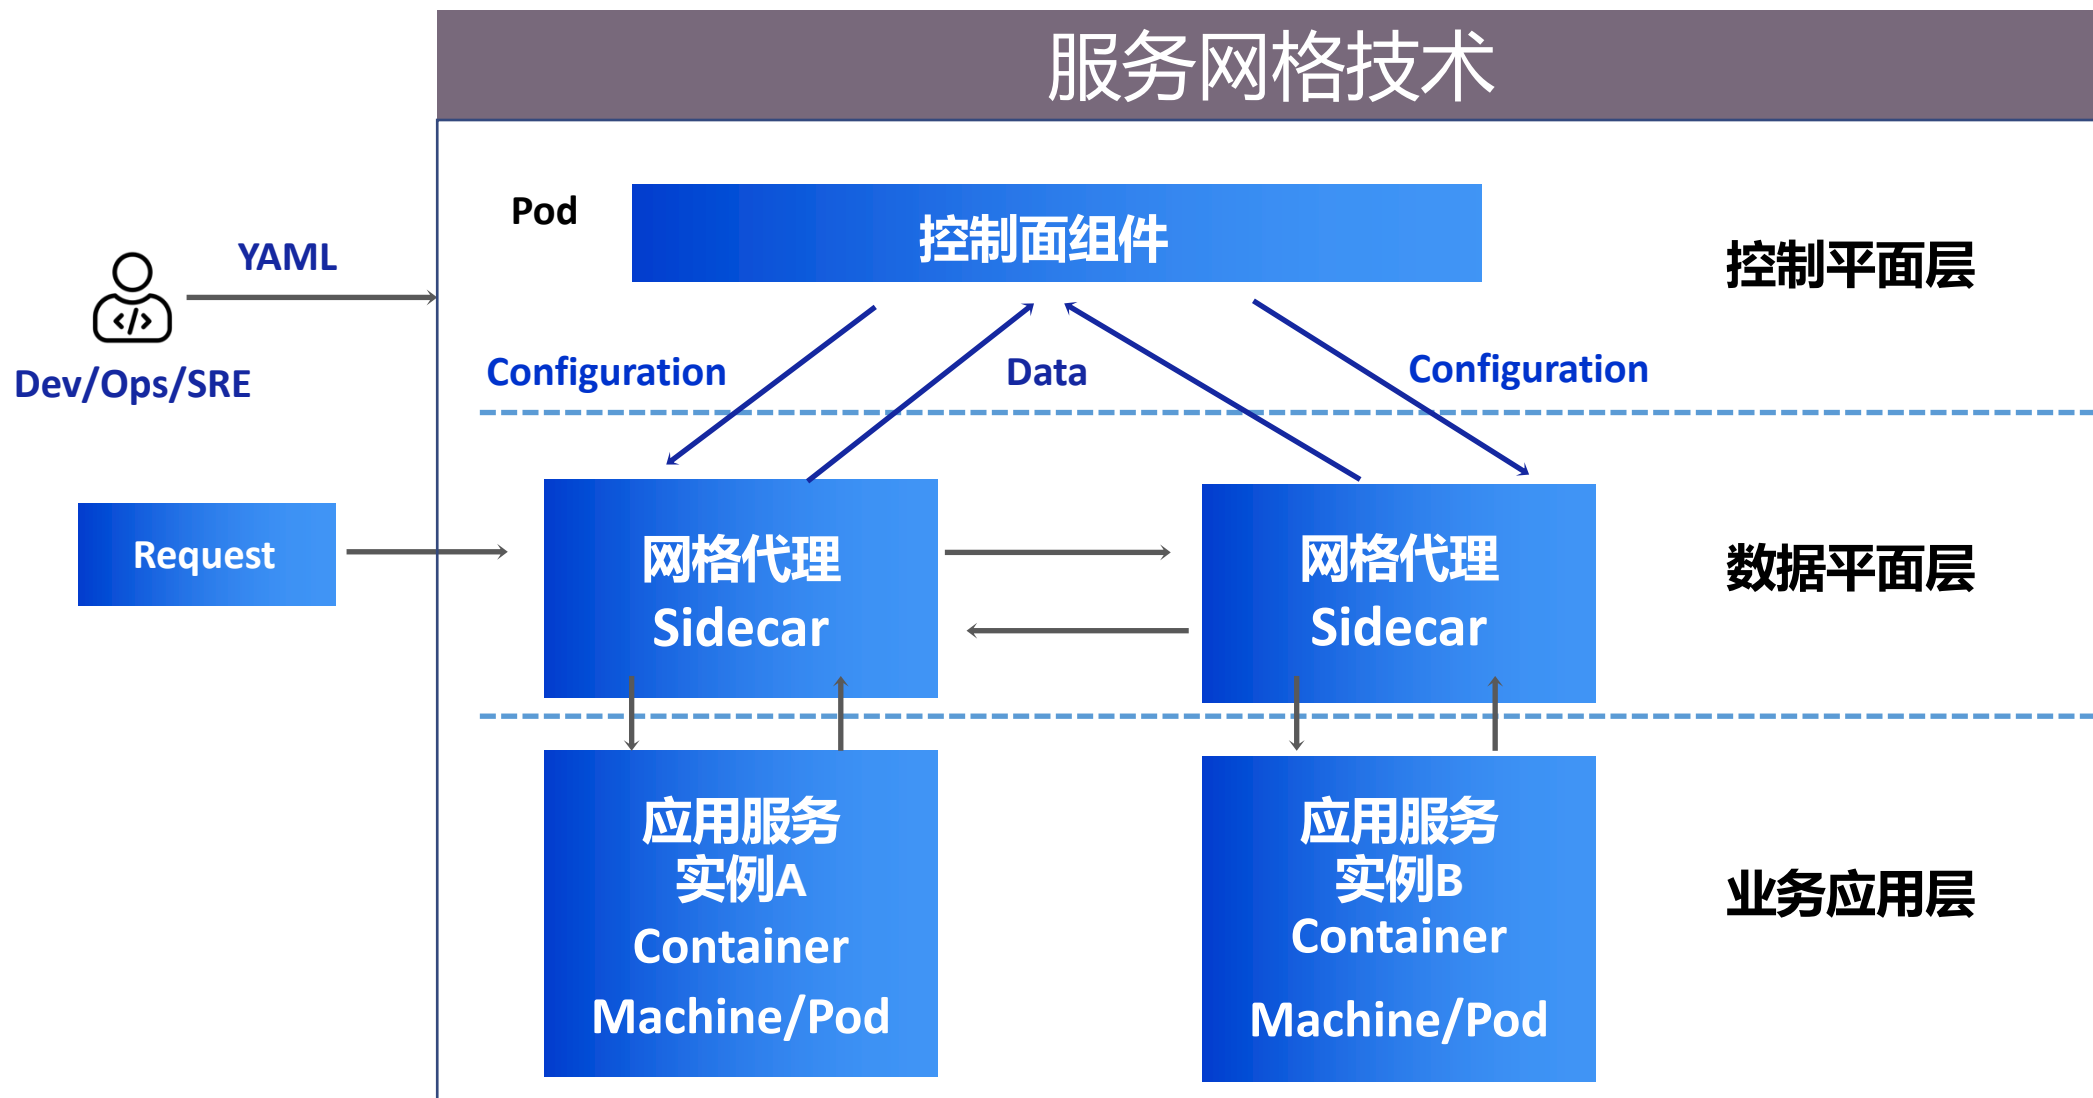 服务网格技术
Pod
控制面组件
控制平面层
YAML
Dev/Ops/SRE
Configuration
Data
Configuration
Request
网格代理
Sidecar
网格代理
Sidecar
数据平面层
应用服务
实例A
Container
Machine/Pod
应用服务
实例B
Container
Machine/Pod
业务应用层